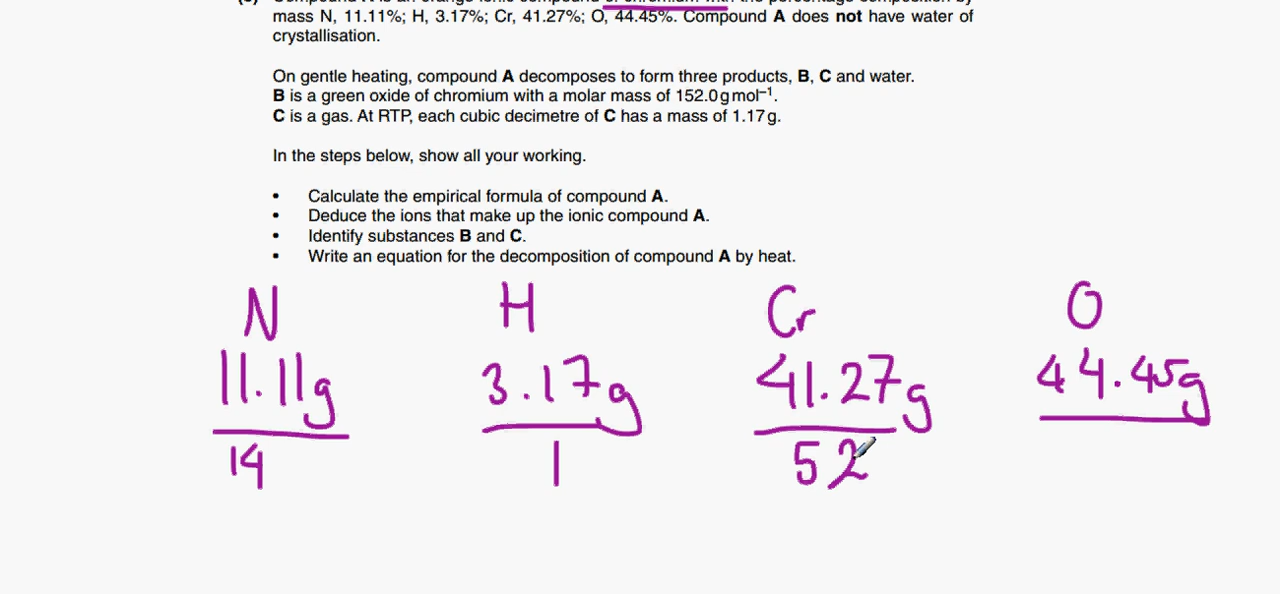 mass N, 11.11%; H, 3.17%; Cr, 41.27%; O, 44.45%. Compound A does not have water of
crystallisation.
On gentle heating, compound A decomposes to form three products, B, C and water.
B is a green oxide of chromium with a molar mass of 152.0 g mol⁻¹.
C is a gas. At RTP, each cubic decimetre of C has a mass of 1.17 g.
In the steps below, show all your working.
• Calculate the empirical formula of compound A.
• Deduce the ions that make up the ionic compound A.
• Identify substances B and C.
• Write an equation for the decomposition of compound A by heat.
N H Cr O
11.11g 3.17g 41.27g 44.45g
14 1 52